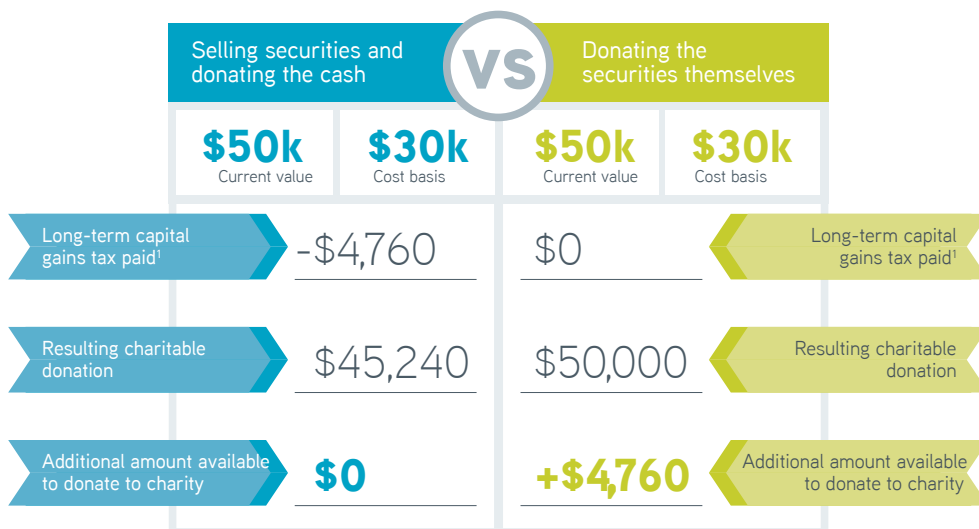 Selling securities and
donating the cash
VS
Donating the
securities themselves
$50k
Current value
$30k
Cost basis
$50k
Current value
$30k
Cost basis
Long-term capital
gains tax paid¹
-$4,760
$0
Long-term capital
gains tax paid¹
Resulting charitable
donation
$45,240
$50,000
Resulting charitable
donation
Additional amount available
to donate to charity
$0
+$4,760
Additional amount available
to donate to charity